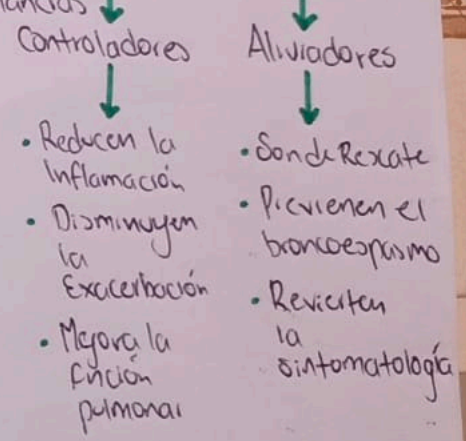 Controladores
• Reducen la
Inflamación
• Disminuyen
la
Exacerbación
• Mejora la
función
pulmonar
Aliviadores
• Son de Rexcate
• Previenen el
broncoespasmo
• Revierten
la
sintomatología